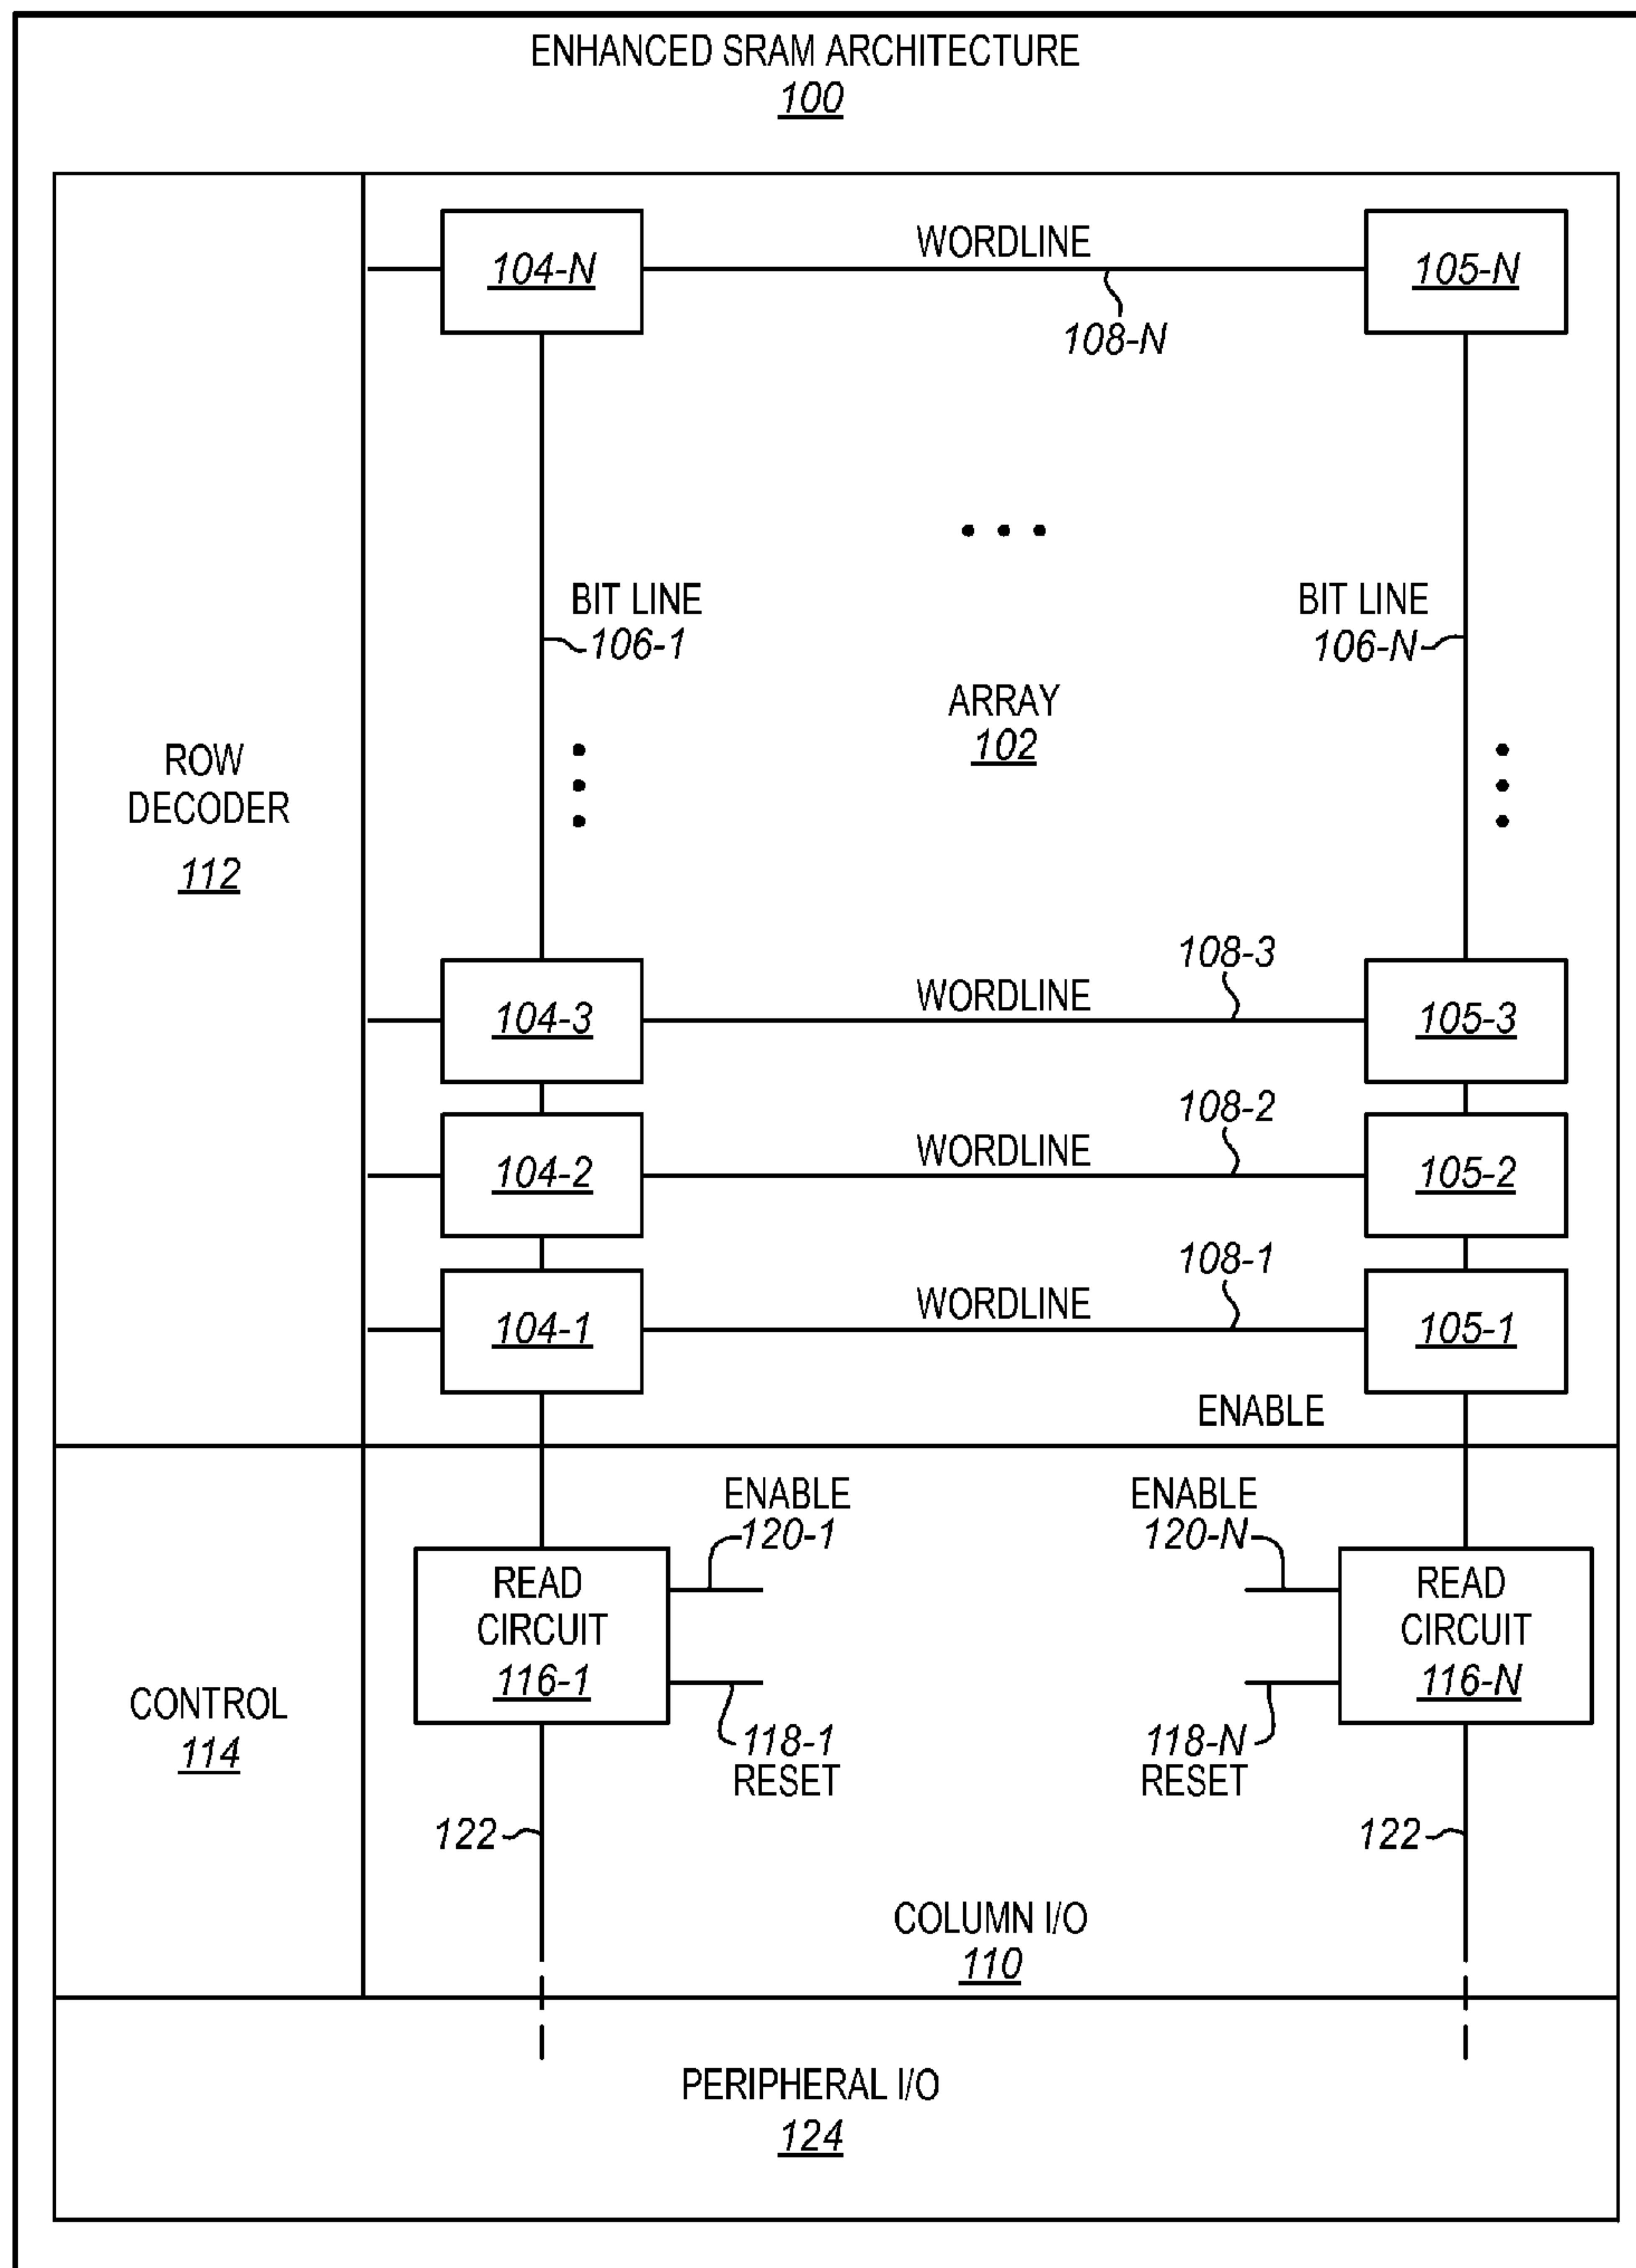 ENHANCED SRAM ARCHITECTURE
100
104-N
WORDLINE
105-N
108-N
BIT LINE
106-1
BIT LINE
106-N
ARRAY
102
ROW
DECODER
112
108-3
104-3
WORDLINE
105-3
108-2
104-2
WORDLINE
105-2
108-1
104-1
WORDLINE
105-1
ENABLE
ENABLE
120-1
ENABLE
120-N
READ
CIRCUIT
116-1
READ
CIRCUIT
116-N
CONTROL
114
118-1
RESET
118-N
RESET
122
122
COLUMN I/O
110
PERIPHERAL I/O
124